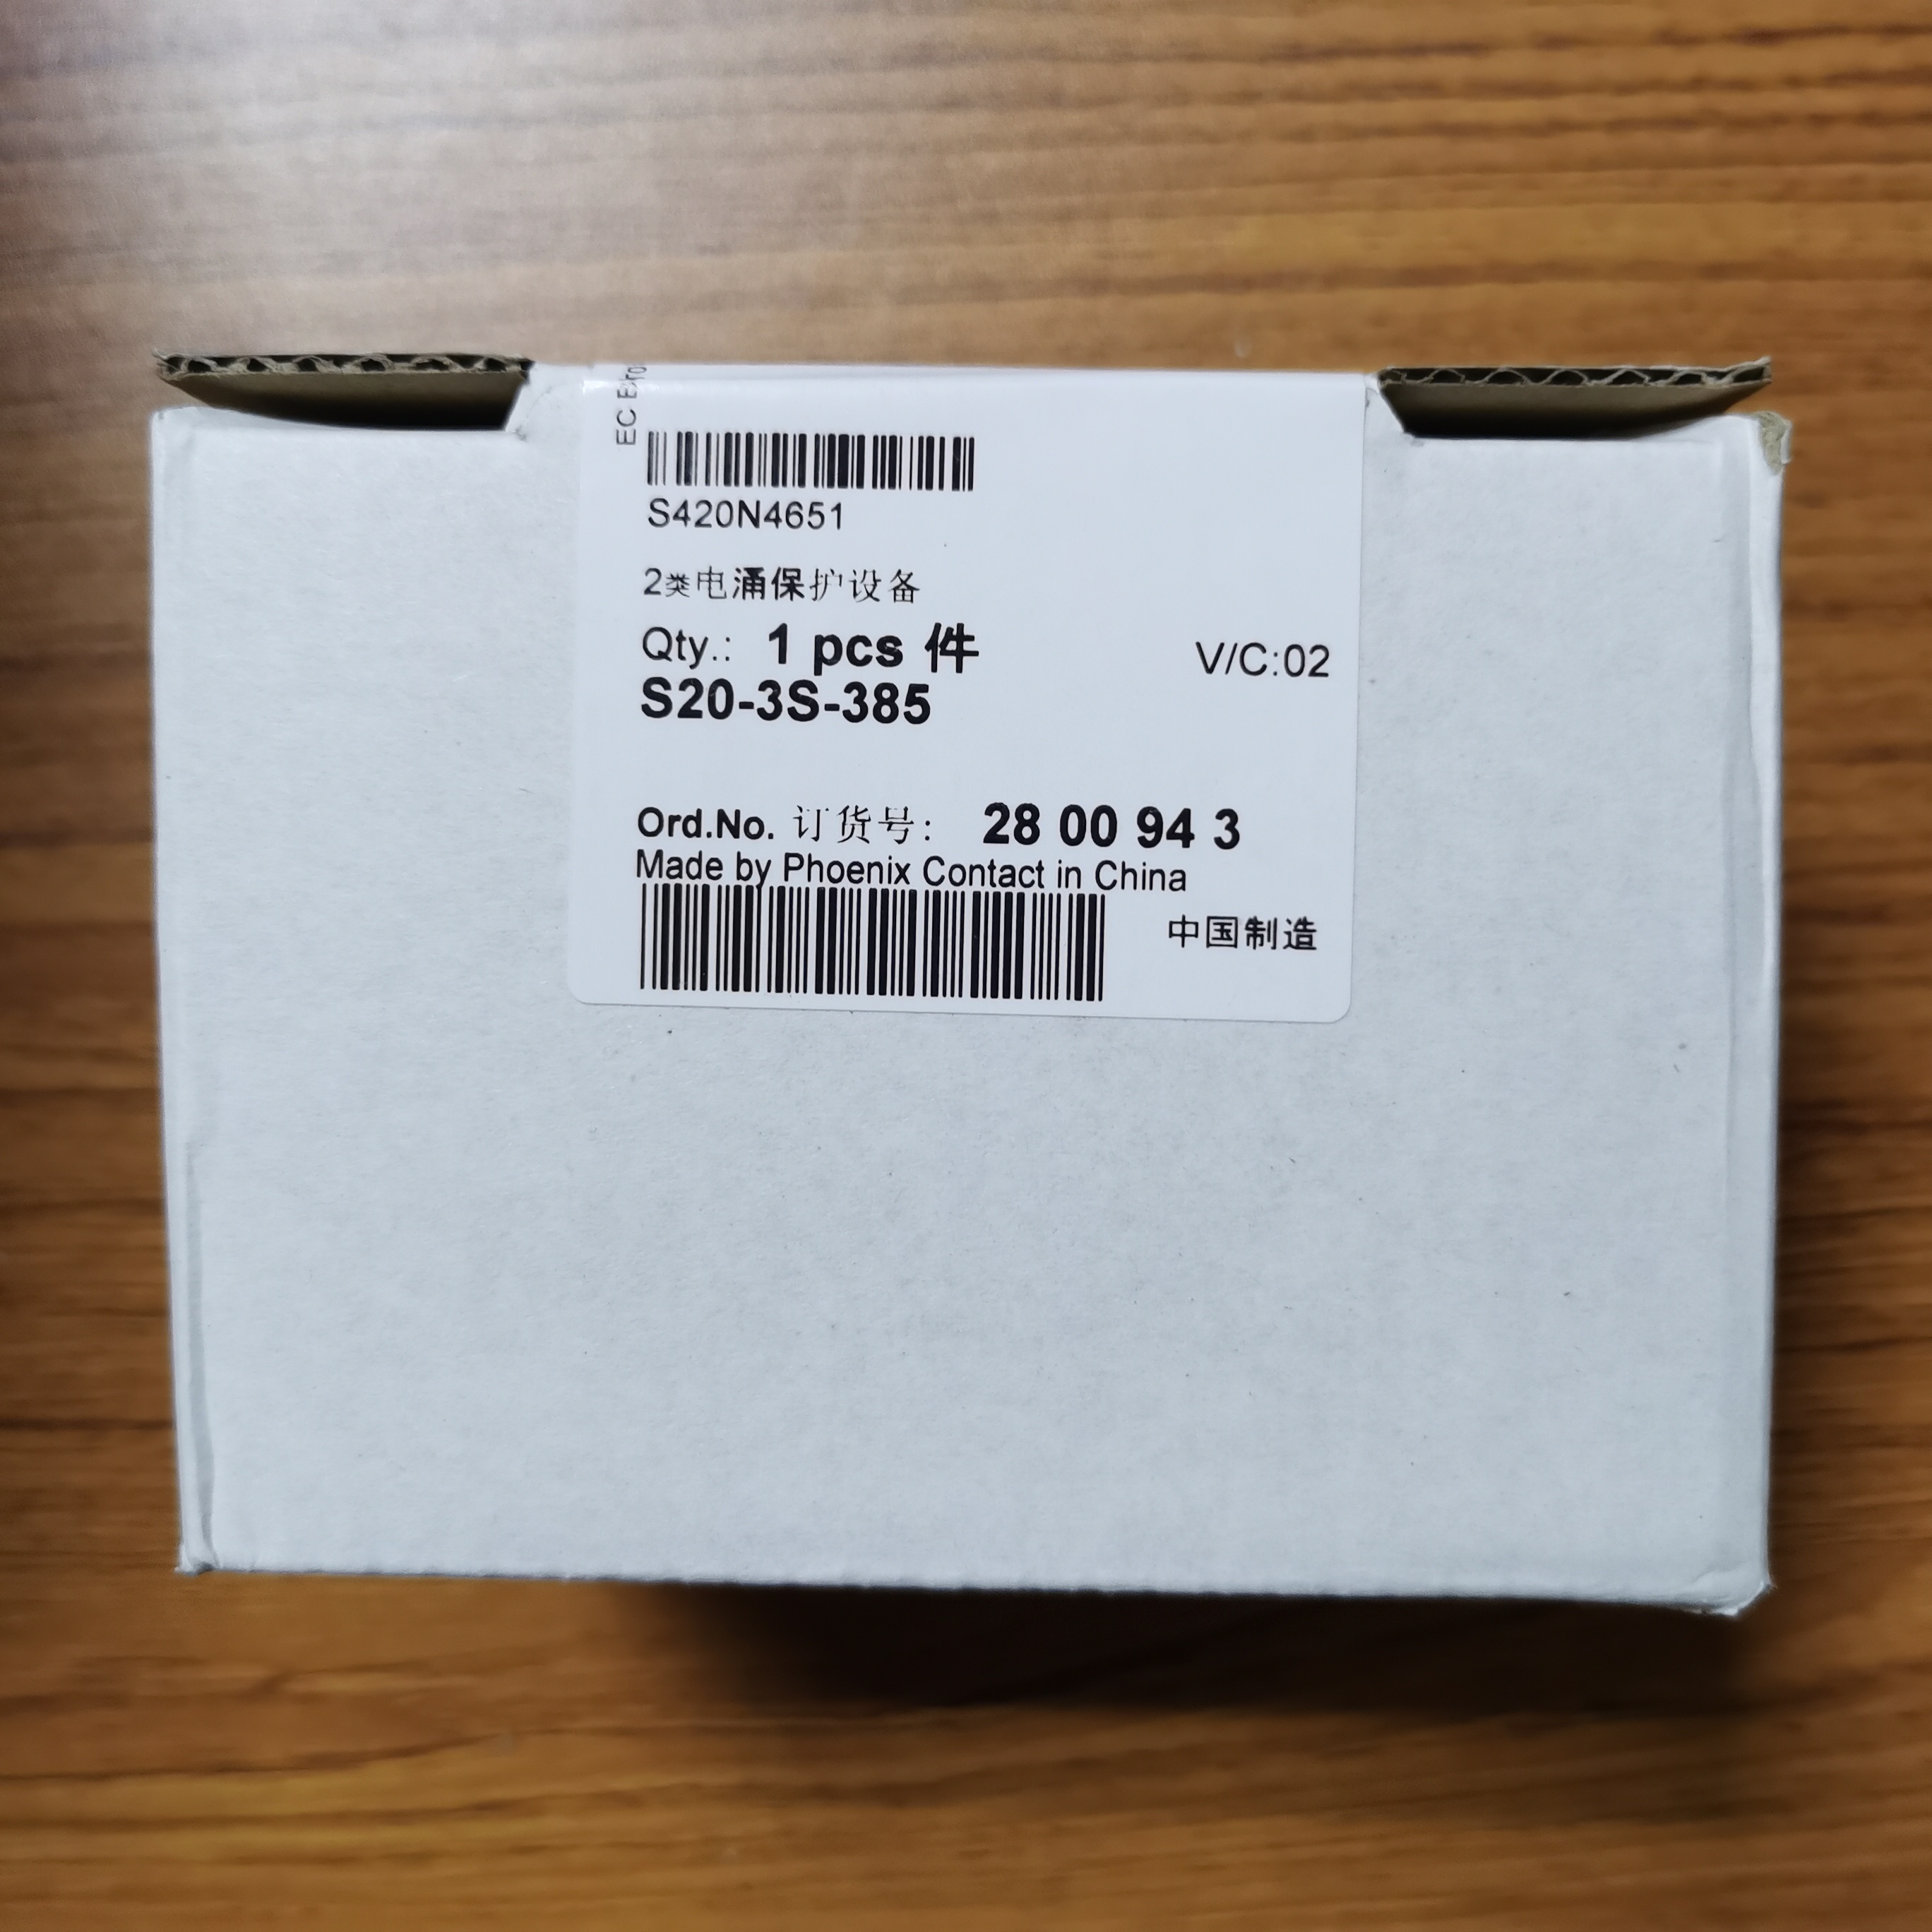 EC
S420N4651
2类电涌保护设备
Qty.: 1 pcs 件
V/C:02
S20-3S-385
Ord.No. 订货号: 28 00 94 3
Made by Phoenix Contact in China
中国制造